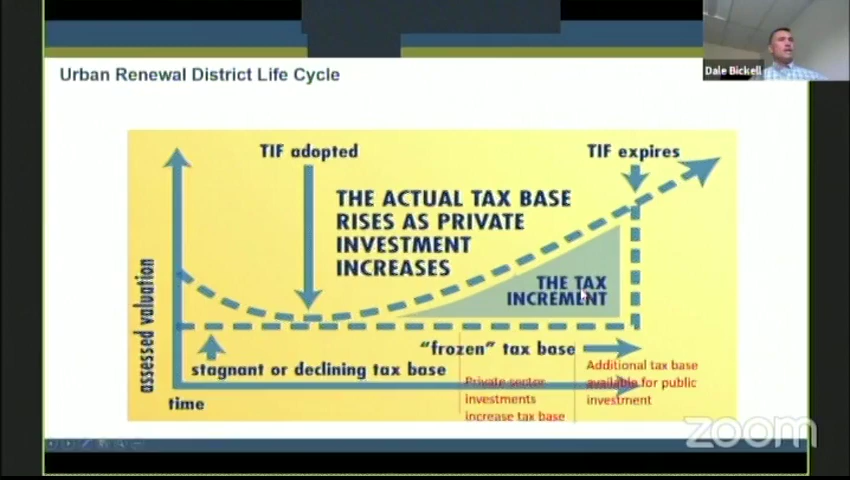 Dale Bickell
Urban Renewal District Life Cycle
TIF adopted
TIF expires
THE ACTUAL TAX BASE
RISES AS PRIVATE
INVESTMENT
INCREASES
THE TAX
INCREMENT
assessed valuation
"frozen" tax base
stagnant or declining tax base
Private sector
investments
increase tax base
Additional tax base
available for public
investment
time
zoom